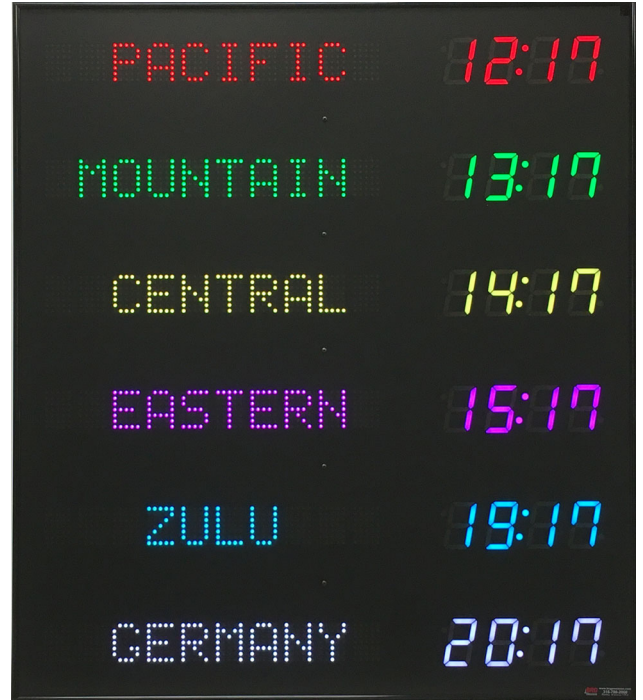 PACIFIC 12:17
MOUNTAIN 13:17
CENTRAL 14:17
EASTERN 15:17
ZULU 19:17
GERMANY 20:17